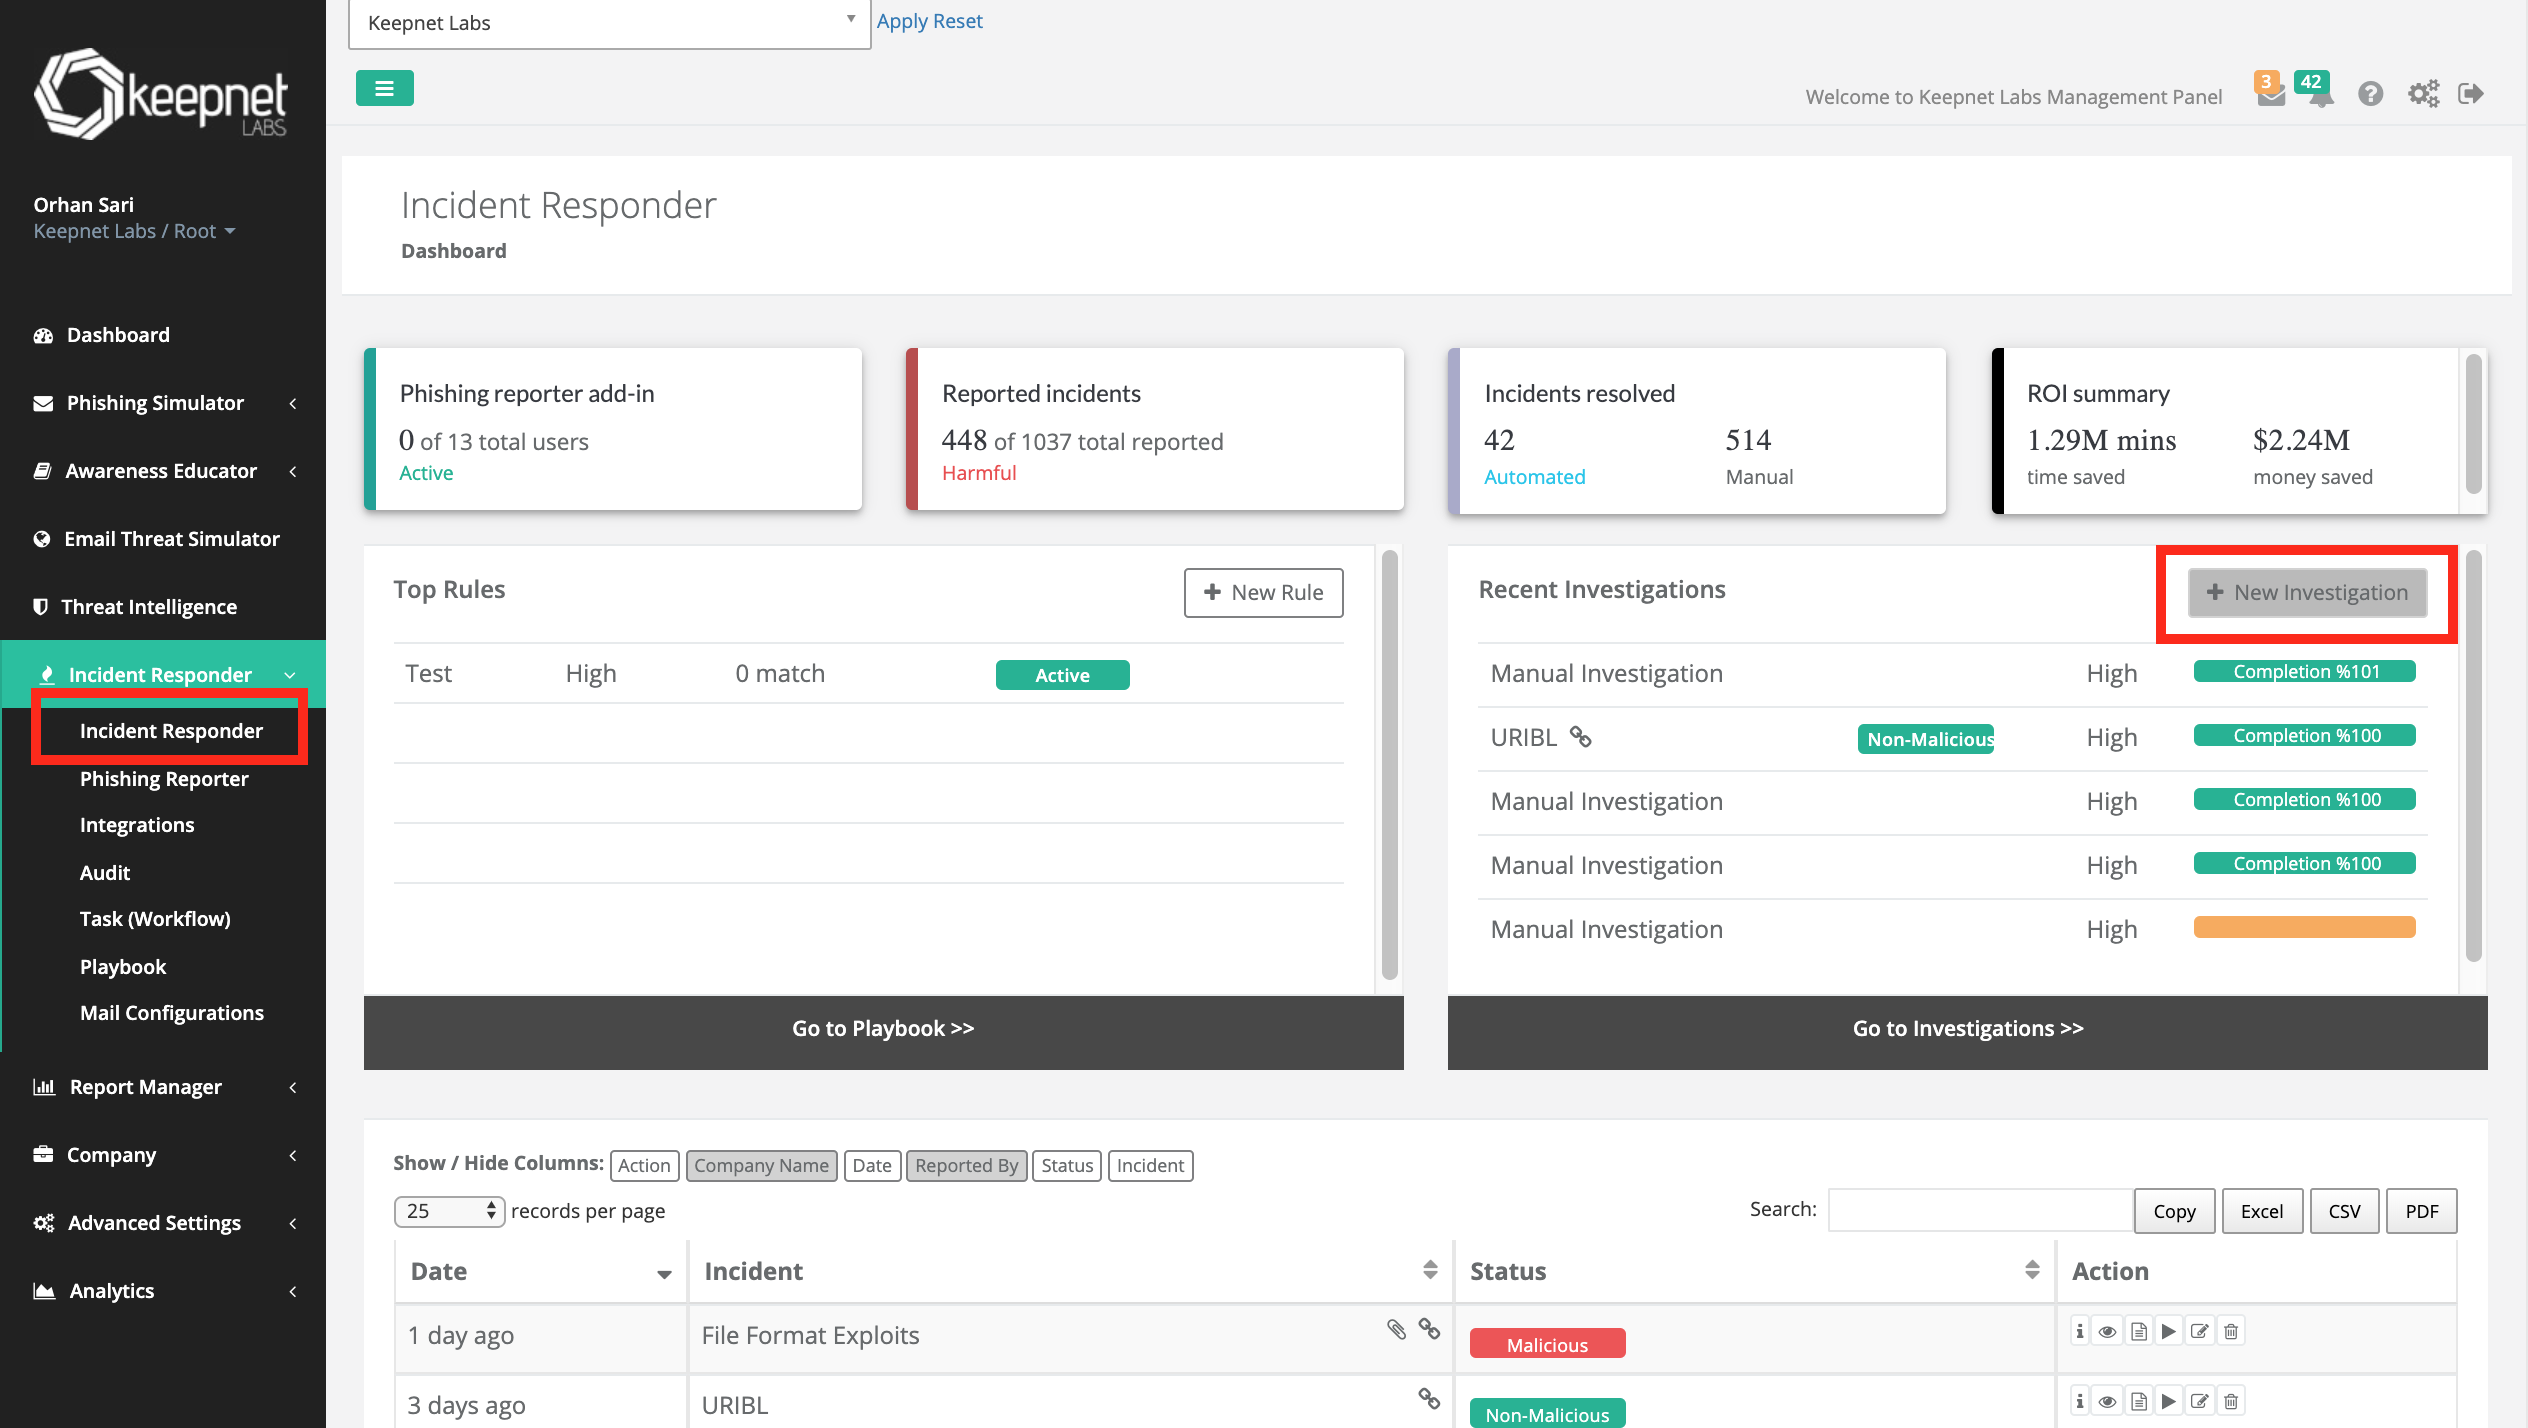 Keepnet Labs
Apply Reset
keepnet
LABS
Welcome to Keepnet Labs Management Panel
3
42
Orhan Sari
Keepnet Labs / Root
Dashboard
Phishing Simulator
Awareness Educator
Email Threat Simulator
Threat Intelligence
Incident Responder
Incident Responder
Phishing Reporter
Integrations
Audit
Task (Workflow)
Playbook
Mail Configurations
Report Manager
Company
Advanced Settings
Analytics
Incident Responder
Dashboard
Phishing reporter add-in
0 of 13 total users
Active
Reported incidents
448 of 1037 total reported
Harmful
Incidents resolved
42 514
Automated Manual
ROI summary
1.29M mins $2.24M
time saved money saved
Top Rules
+ New Rule
Test High 0 match Active
Go to Playbook >>
Recent Investigations
+ New Investigation
Manual Investigation High Completion %101
URIBL Non-Malicious High Completion %100
Manual Investigation High Completion %100
Manual Investigation High Completion %100
Manual Investigation High
Go to Investigations >>
Show / Hide Columns: Action Company Name Date Reported By Status Incident
25 records per page
Search: Copy Excel CSV PDF
Date Incident Status Action
1 day ago File Format Exploits Malicious
3 days ago URIBL Non-Malicious